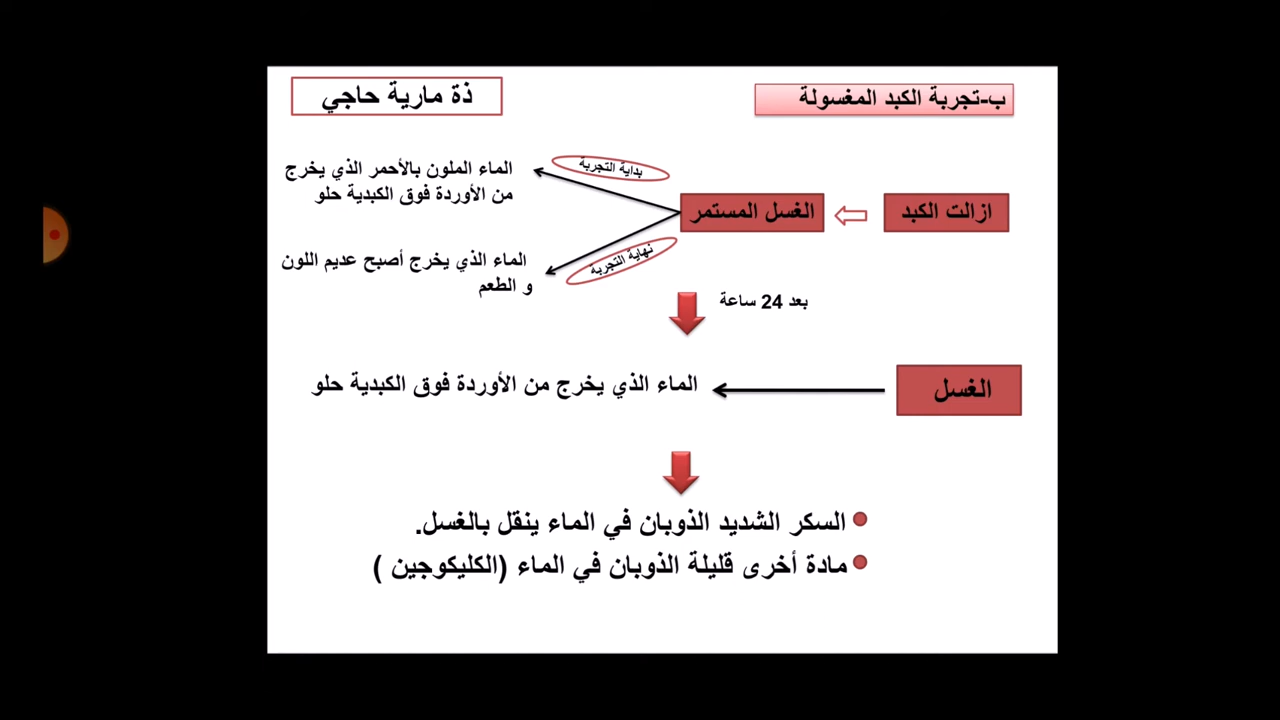 ذة مارية حاجي
ب-تجربة الكبد المغسولة
ازالت الكبد
الغسل المستمر
بداية التجربة
الماء الملون بالأحمر الذي يخرج
من الأوردة فوق الكبدية حلو
نهاية التجربة
الماء الذي يخرج أصبح عديم اللون
و الطعم
بعد 24 ساعة
الغسل
الماء الذي يخرج من الأوردة فوق الكبدية حلو
السكر الشديد الذوبان في الماء ينقل بالغسل.
مادة أخرى قليلة الذوبان في الماء (الكليكوجين )